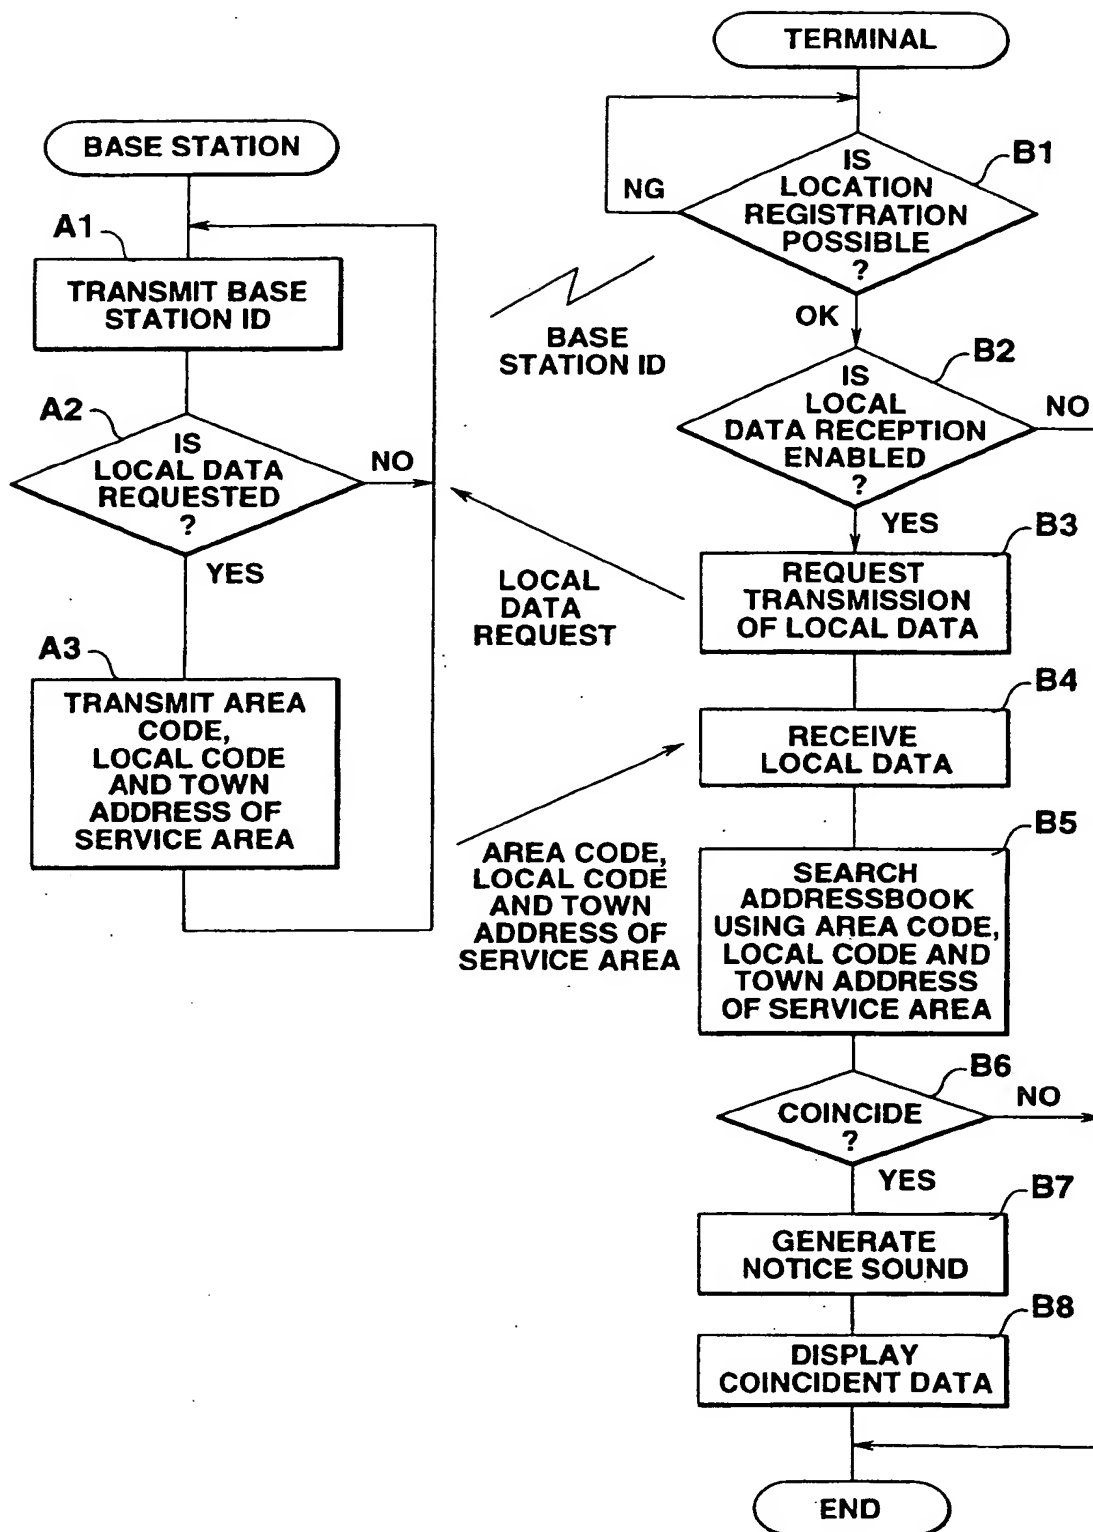 BASE STATION
A1
TRANSMIT BASE
STATION ID
A2
IS
LOCAL DATA
REQUESTED
?
NO
YES
A3
TRANSMIT AREA
CODE,
LOCAL CODE
AND TOWN
ADDRESS OF
SERVICE AREA
BASE
STATION ID
LOCAL
DATA
REQUEST
AREA CODE,
LOCAL CODE
AND TOWN
ADDRESS OF
SERVICE AREA
TERMINAL
B1
IS
LOCATION
REGISTRATION
POSSIBLE
?
NG
OK
B2
IS
LOCAL
DATA RECEPTION
ENABLED
?
NO
YES
B3
REQUEST
TRANSMISSION
OF LOCAL DATA
B4
RECEIVE
LOCAL DATA
B5
SEARCH
ADDRESSBOOK
USING AREA CODE,
LOCAL CODE AND
TOWN ADDRESS
OF SERVICE AREA
B6
COINCIDE
?
NO
YES
B7
GENERATE
NOTICE SOUND
B8
DISPLAY
COINCIDENT DATA
END